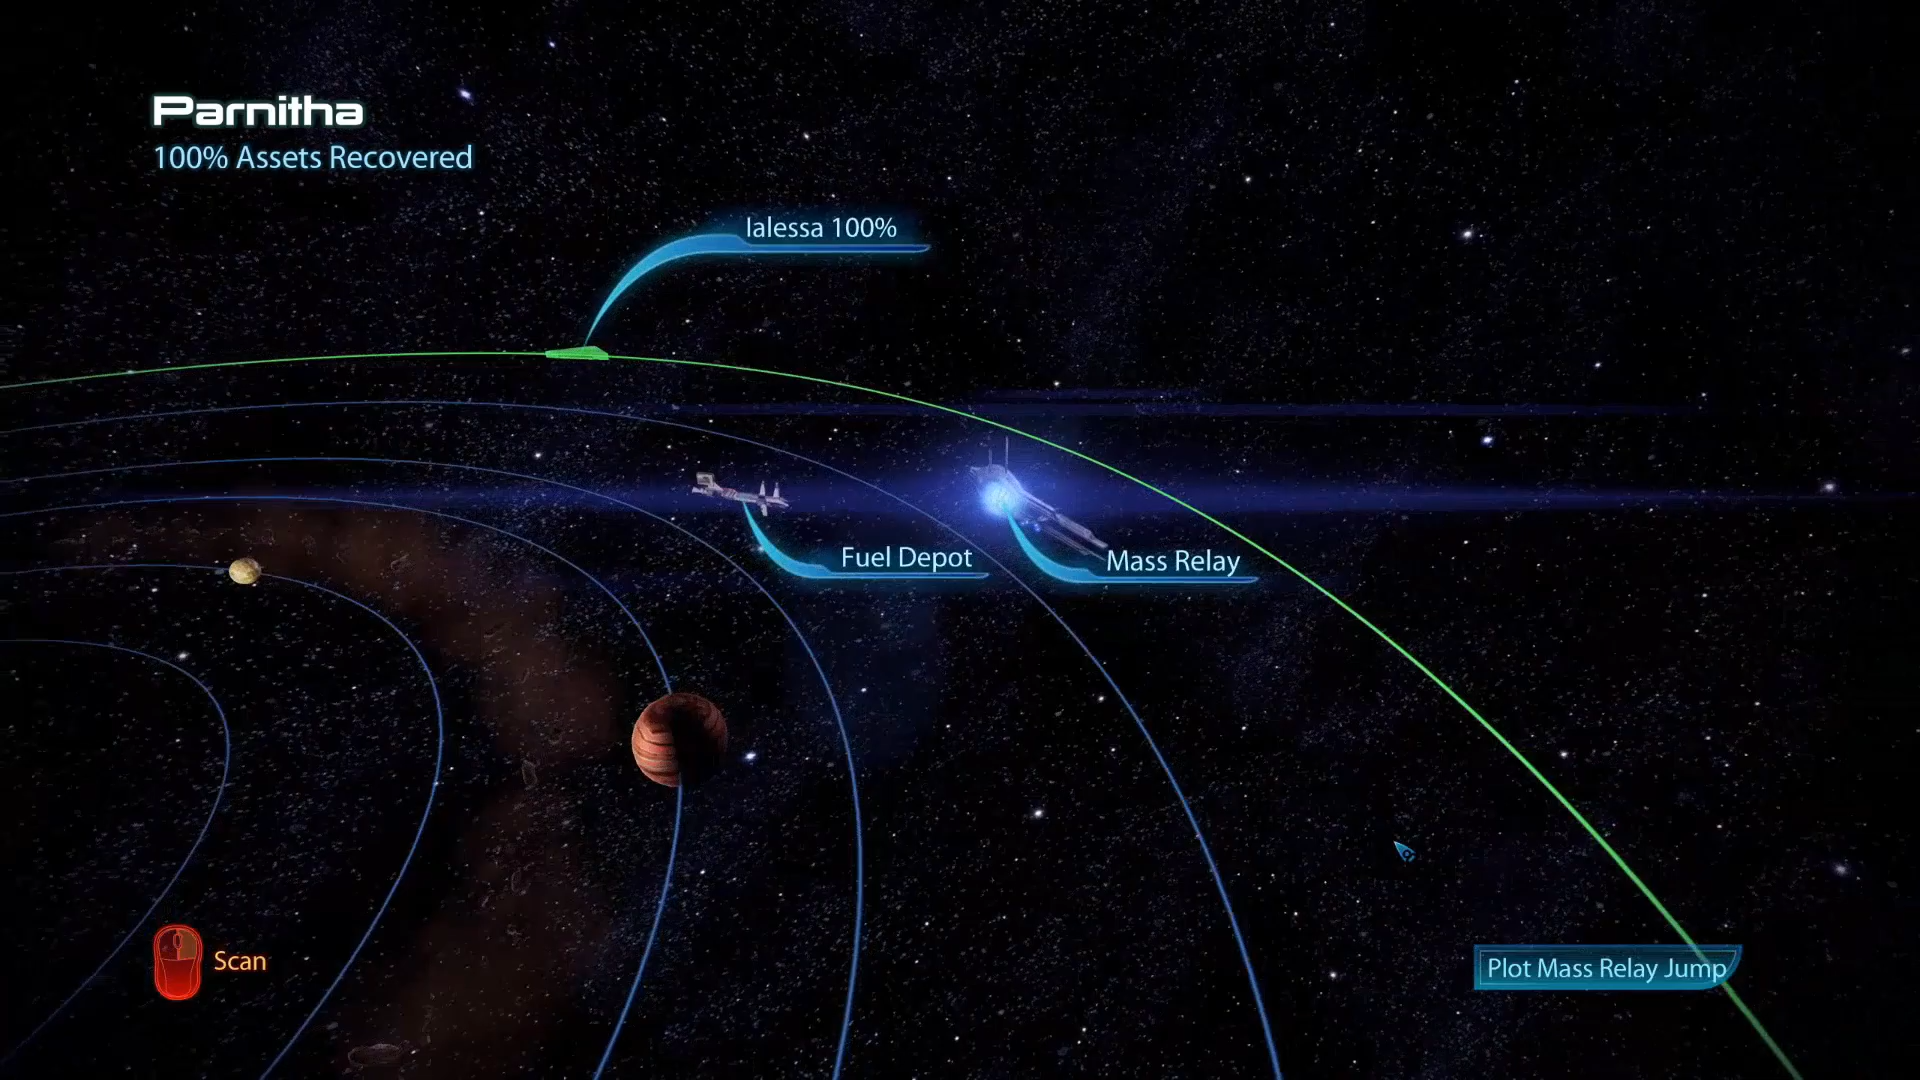 Parnitha
100% Assets Recovered
Ialessa 100%
Fuel Depot
Mass Relay
Scan
Plot Mass Relay Jump